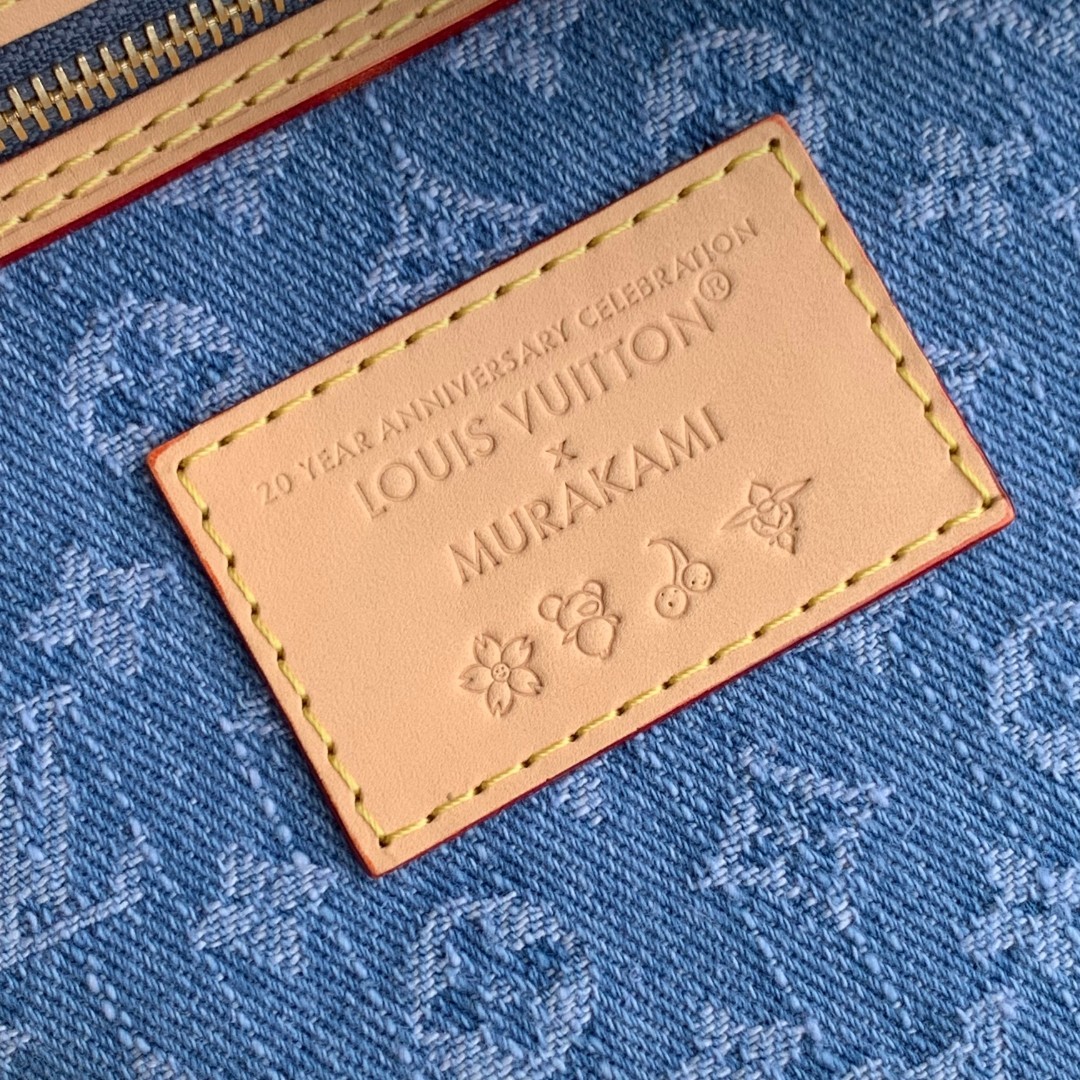 20 YEAR ANNIVERSARY CELEBRATION
LOUIS VUITTON®
x
MURAKAMI